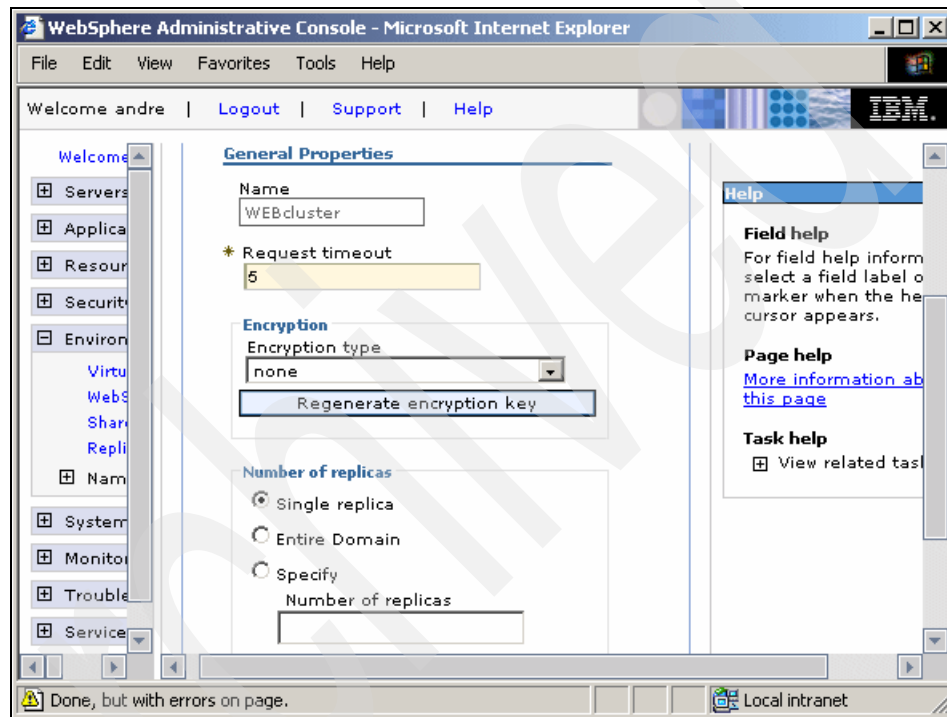 WebSphere Administrative Console - Microsoft Internet Explorer
File Edit View Favorites Tools Help
Welcome andre | Logout | Support | Help
IBM.
Welcome
Servers
Applica
Resour
Securit
Environ
Virtu
WebS
Shar
Repli
Nam
System
Monito
Trouble
Service
General Properties
Name
WEBcluster
* Request timeout
5
Encryption
Encryption type
none
Regenerate encryption key
Number of replicas
Single replica
Entire Domain
Specify
Number of replicas
Help
Field help
For field help inform
select a field label o
marker when the he
cursor appears.
Page help
More information ab
this page
Task help
View related tas
Done, but with errors on page.
Local intranet